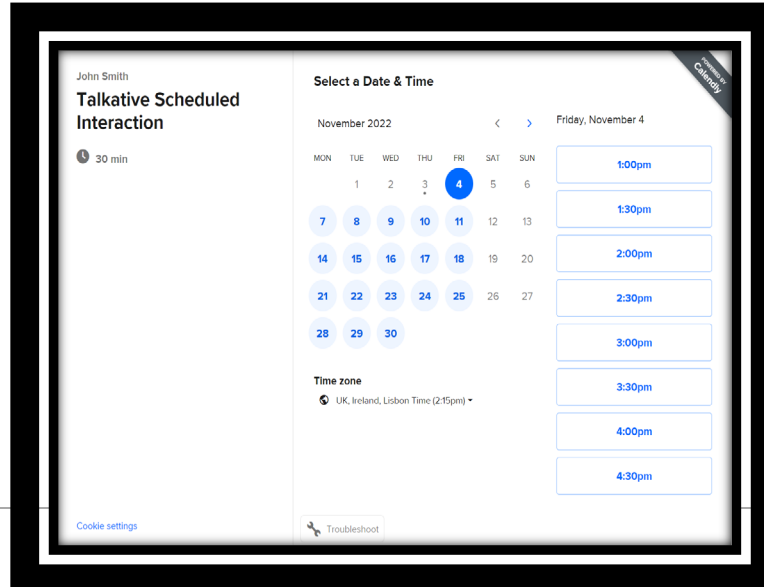 John Smith
Talkative Scheduled
Interaction
30 min
Cookie settings
Select a Date & Time
November 2022
MON TUE WED THU FRI SAT SUN
1 2 3 4 5 6
7 8 9 10 11 12 13
14 15 16 17 18 19 20
21 22 23 24 25 26 27
28 29 30
Time zone
UK, Ireland, Lisbon Time (2:15pm)
Troubleshoot
Friday, November 4
1:00pm
1:30pm
2:00pm
2:30pm
3:00pm
3:30pm
4:00pm
4:30pm
POWERED BY
Calendly